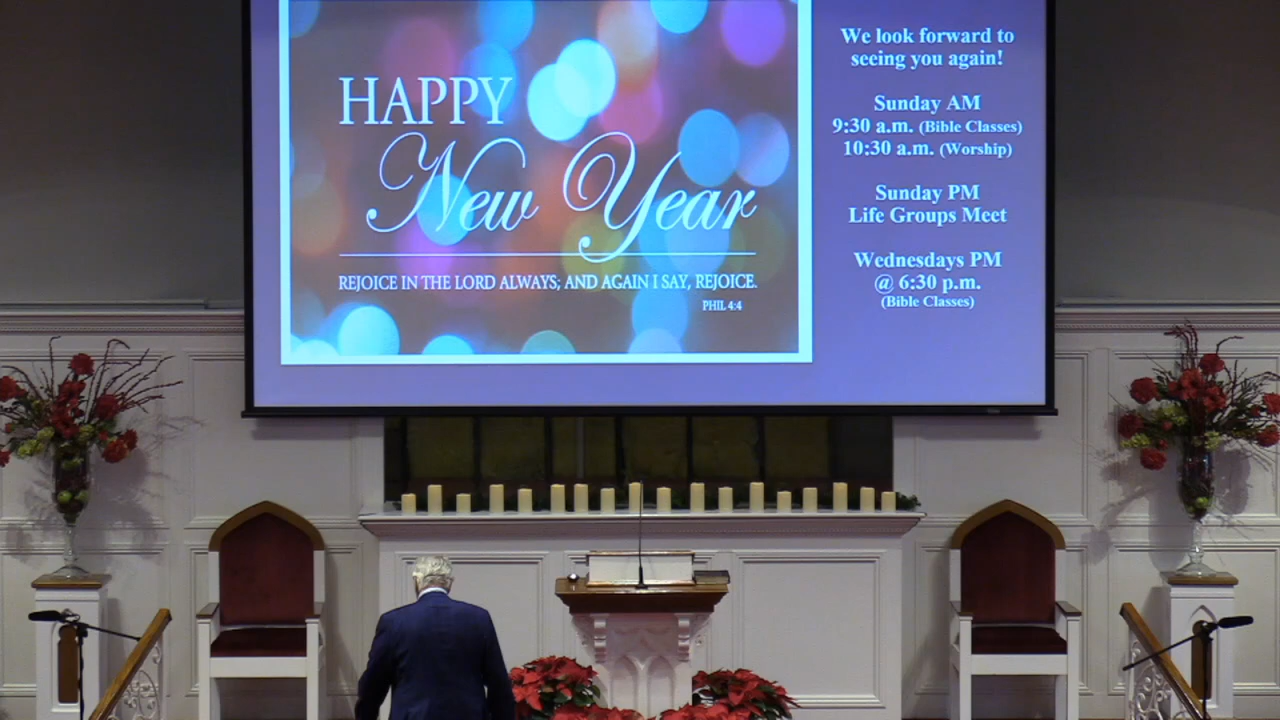 HAPPY
New Year
REJOICE IN THE LORD ALWAYS; AND AGAIN I SAY, REJOICE.
PHIL 4:4
We look forward to
seeing you again!
Sunday AM
9:30 a.m. (Bible Classes)
10:30 a.m. (Worship)
Sunday PM
Life Groups Meet
Wednesdays PM
@ 6:30 p.m.
(Bible Classes)